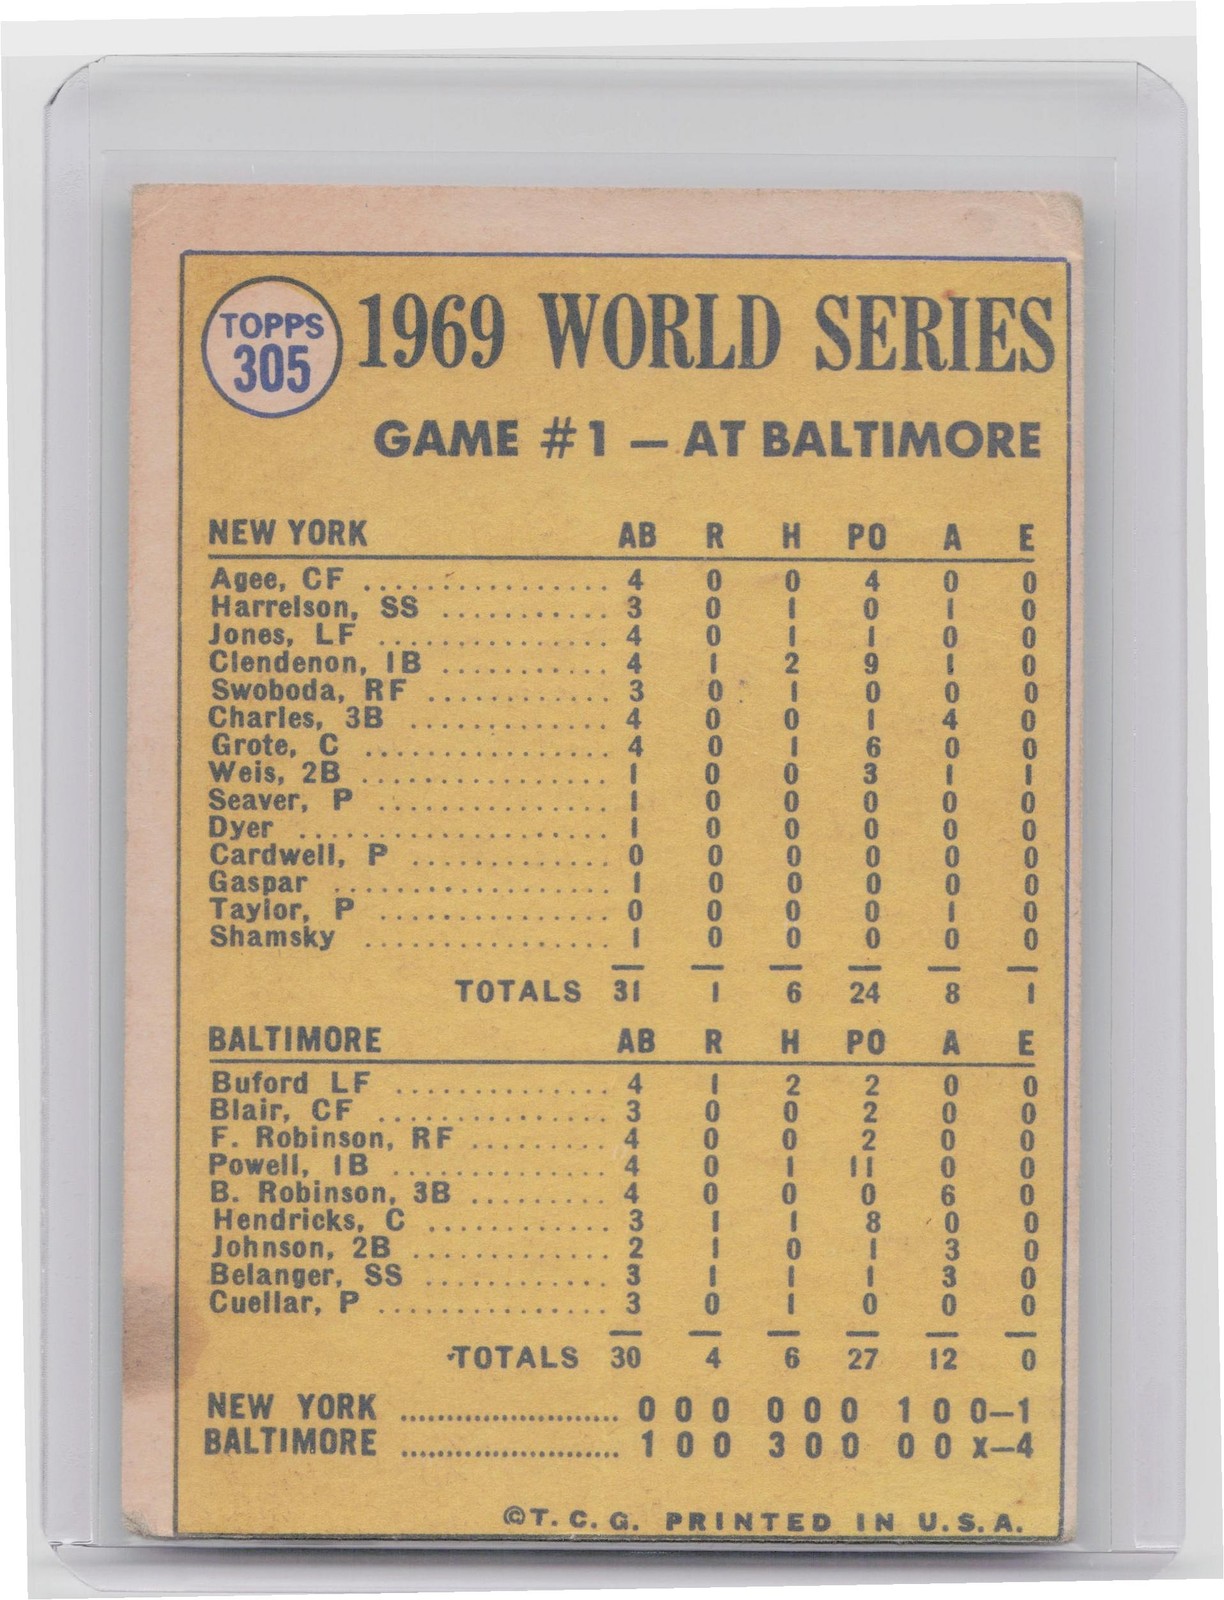 TOPPS
305
1969 WORLD SERIES
GAME #1 — AT BALTIMORE
NEW YORK AB R H PO A E
Agee, CF .................. 4 0 0 4 0 0
Harrelson, SS ............ 3 0 1 0 1 0
Jones, LF ................. 4 0 1 1 0 0
Clendenon, 1B ............ 4 1 2 9 1 0
Swoboda, RF ............. 3 0 1 0 0 0
Charles, 3B .............. 4 0 0 1 4 0
Grote, C ................. 4 0 1 6 0 0
Weis, 2B ................. 1 0 0 3 1 1
Seaver, P ................ 1 0 0 0 0 0
Dyer ..................... 1 0 0 0 0 0
Cardwell, P .............. 0 0 0 0 0 0
Gaspar ................... 1 0 0 0 0 0
Taylor, P ................ 0 0 0 0 1 0
Shamsky ................. 1 0 0 0 0 0
TOTALS 31 1 6 24 8 1
BALTIMORE AB R H PO A E
Buford LF ............... 4 1 2 2 0 0
Blair, CF ................ 3 0 0 2 0 0
F. Robinson, RF ......... 4 0 0 2 0 0
Powell, 1B ............... 4 0 1 11 0 0
B. Robinson, 3B ......... 4 0 0 0 6 0
Hendricks, C ............ 3 1 1 8 0 0
Johnson, 2B ............. 2 1 0 1 3 0
Belanger, SS ............ 3 1 1 1 3 0
Cuellar, P ............... 3 0 1 0 0 0
TOTALS 30 4 6 27 12 0
NEW YORK ........................ 0 0 0 0 0 0 1 0 0—1
BALTIMORE ........................ 1 0 0 3 0 0 0 0 x—4
©T. C. G. PRINTED IN U.S.A.